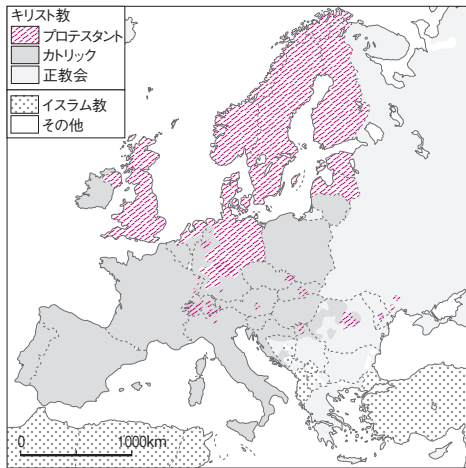 キリスト教
プロテスタント
カトリック
正教会
イスラム教
その他
0 1000km